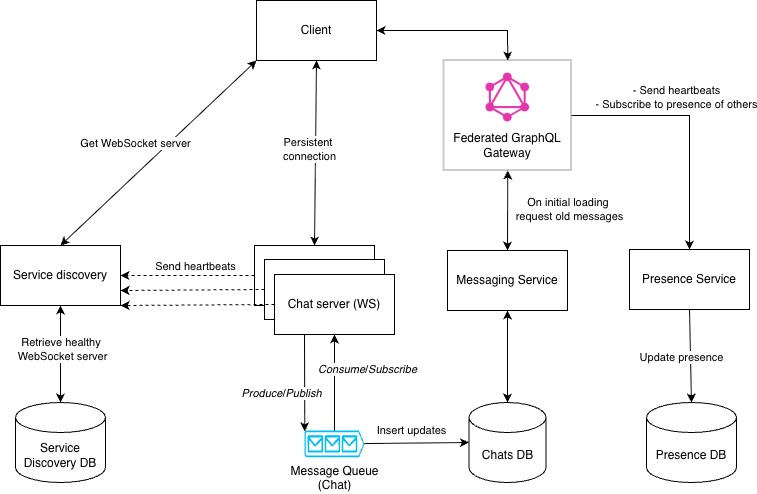 Client
- Send heartbeats
- Subscribe to presence of others
Federated GraphQL
Gateway
Get WebSocket server
Persistent
connection
On initial loading
request old messages
Service discovery
Send heartbeats
Chat server (WS)
Messaging Service
Presence Service
Retrieve healthy
WebSocket server
Consume/Subscribe
Produce/Publish
Update presence
Insert updates
Service
Discovery DB
Message Queue
(Chat)
Chats DB
Presence DB